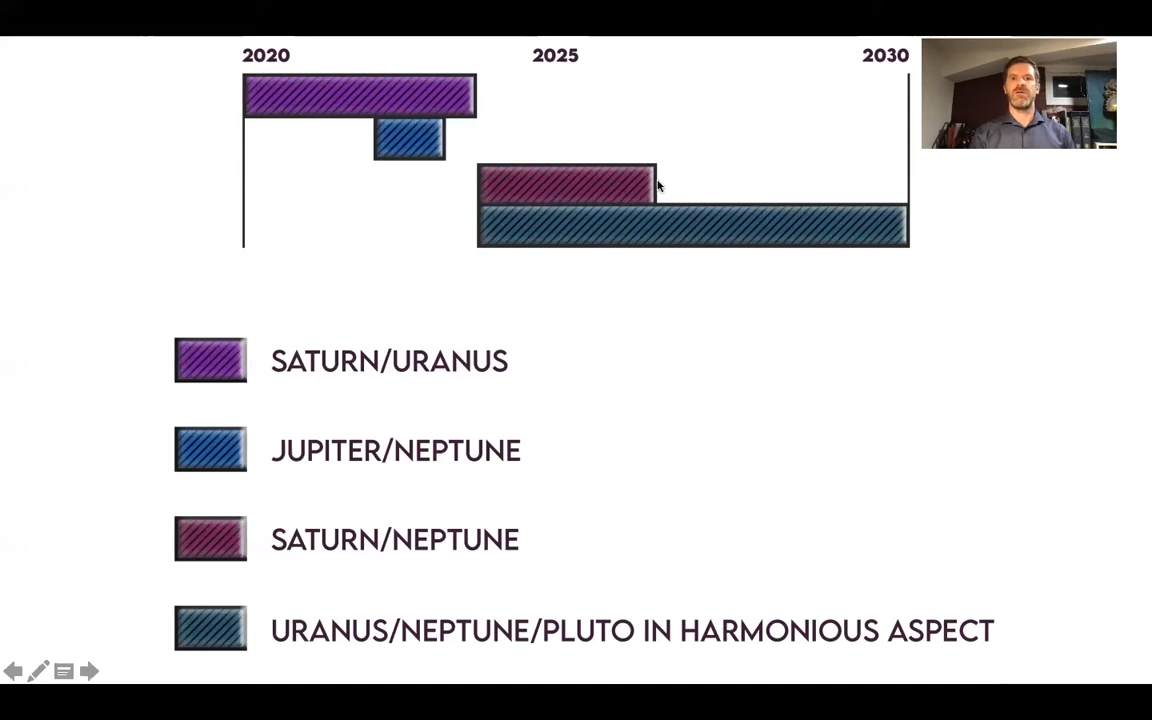 2020 2025 2030
SATURN/URANUS
JUPITER/NEPTUNE
SATURN/NEPTUNE
URANUS/NEPTUNE/PLUTO IN HARMONIOUS ASPECT